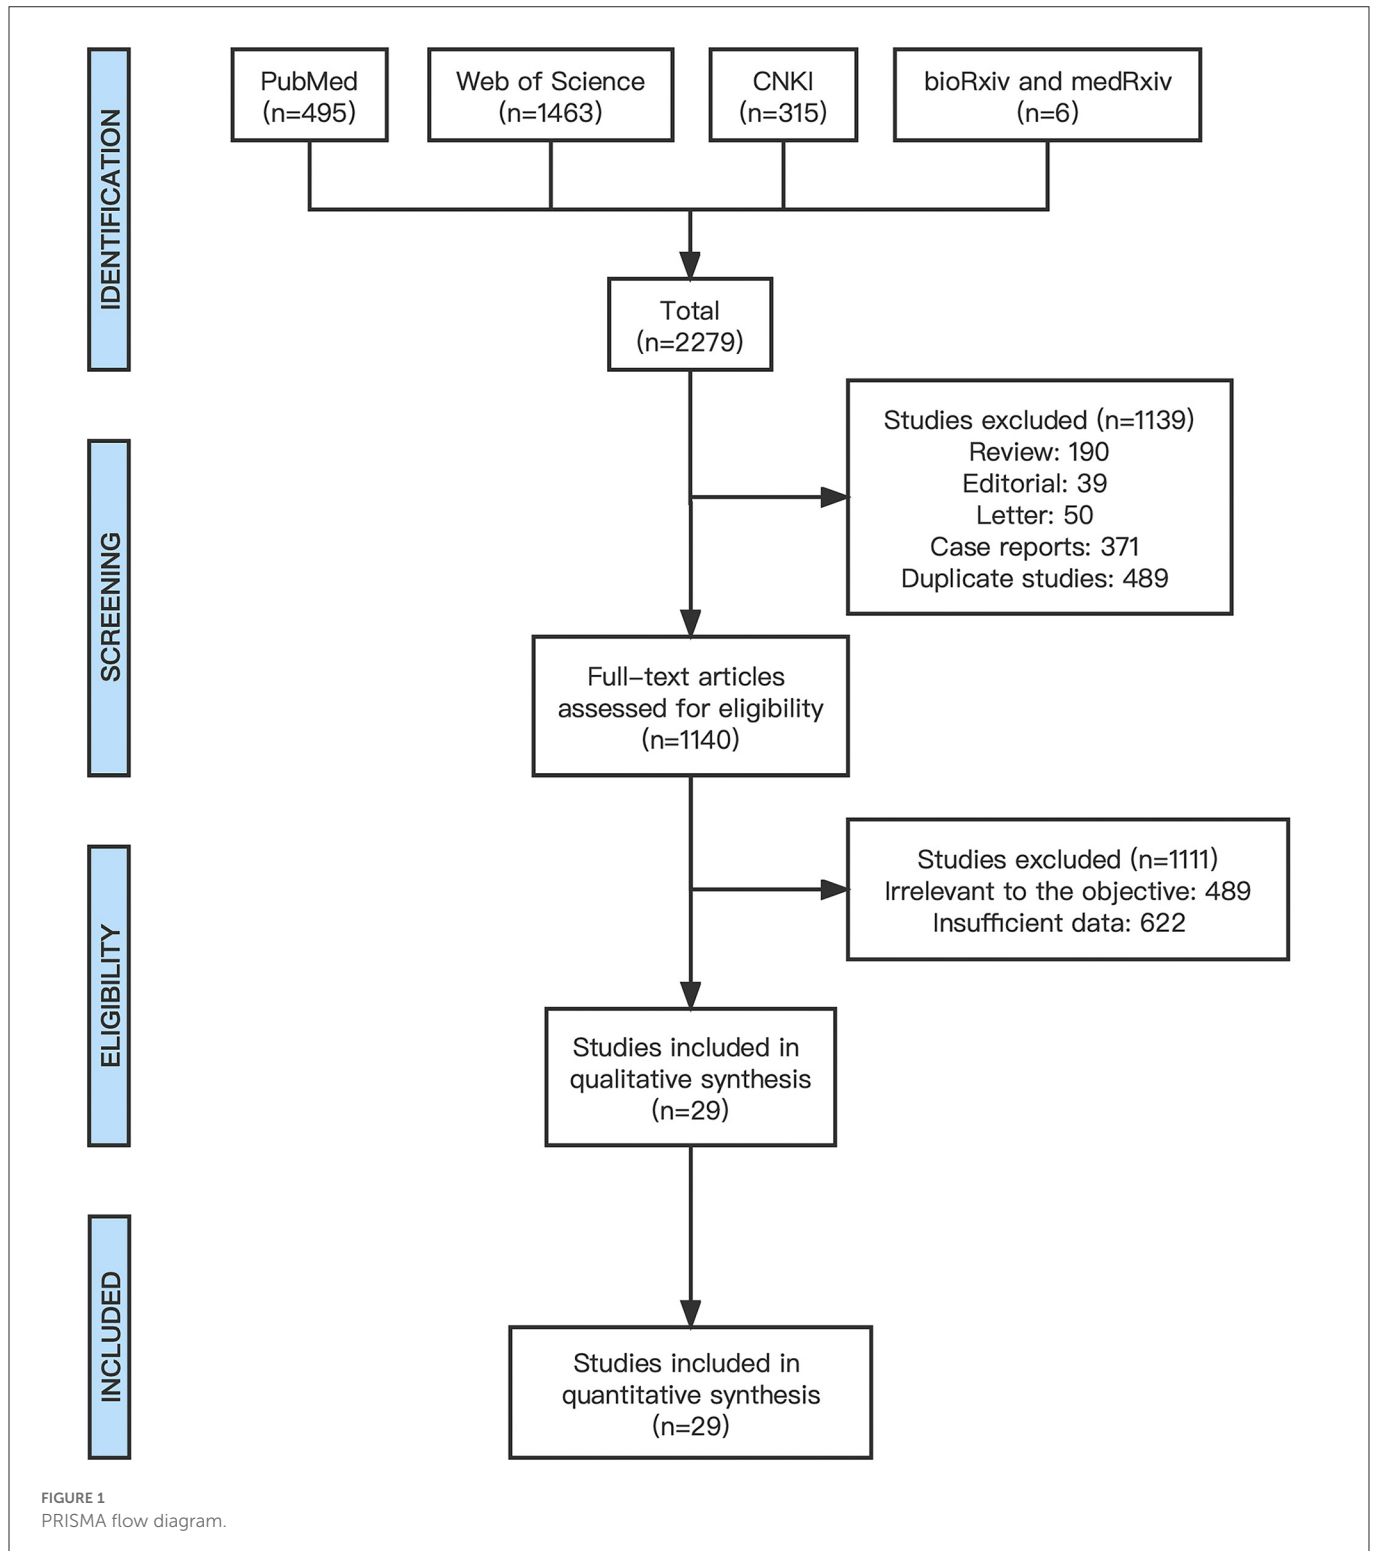 IDENTIFICATION
PubMed
(n=495)
Web of Science
(n=1463)
CNKI
(n=315)
bioRxiv and medRxiv
(n=6)
Total
(n=2279)
SCREENING
Studies excluded (n=1139)
Review: 190
Editorial: 39
Letter: 50
Case reports: 371
Duplicate studies: 489
Full–text articles
assessed for eligibility
(n=1140)
ELIGIBILITY
Studies excluded (n=1111)
Irrelevant to the objective: 489
Insufficient data: 622
Studies included in
qualitative synthesis
(n=29)
INCLUDED
Studies included in
quantitative synthesis
(n=29)
FIGURE 1
PRISMA flow diagram.